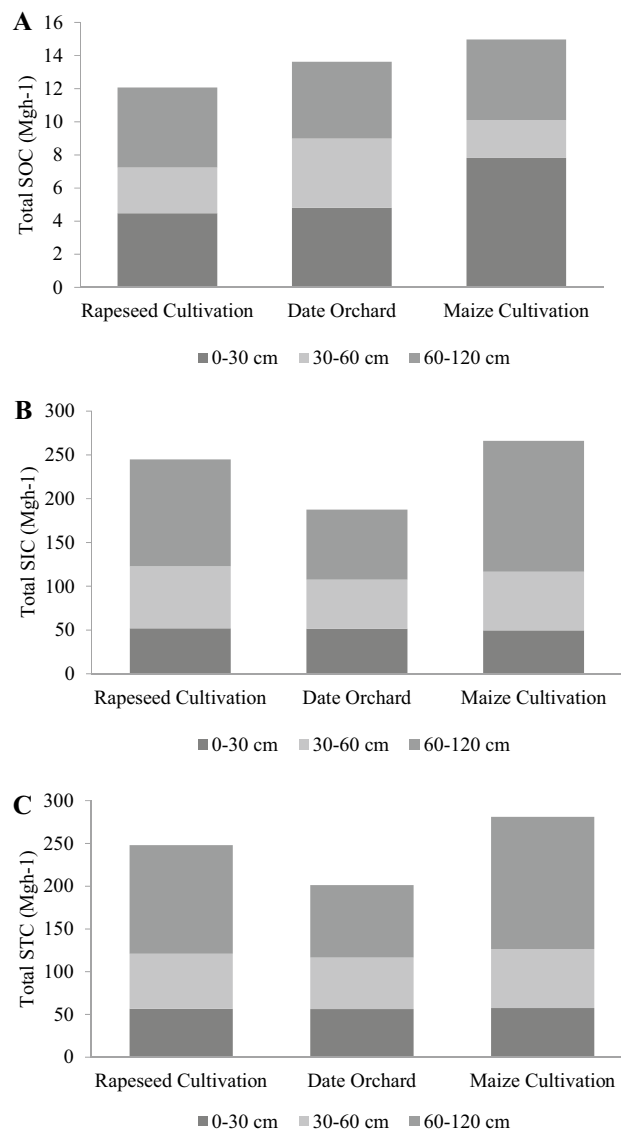 A
Total SOC (Mgh-1)
16
14
12
10
8
6
4
2
0
Rapeseed Cultivation Date Orchard Maize Cultivation
0-30 cm 30-60 cm 60-120 cm
B
Total SIC (Mgh-1)
300
250
200
150
100
50
0
Rapeseed Cultivation Date Orchard Maize Cultivation
0-30 cm 30-60 cm 60-120 cm
C
Total STC (Mgh-1)
300
250
200
150
100
50
0
Rapeseed Cultivation Date Orchard Maize Cultivation
0-30 cm 30-60 cm 60-120 cm